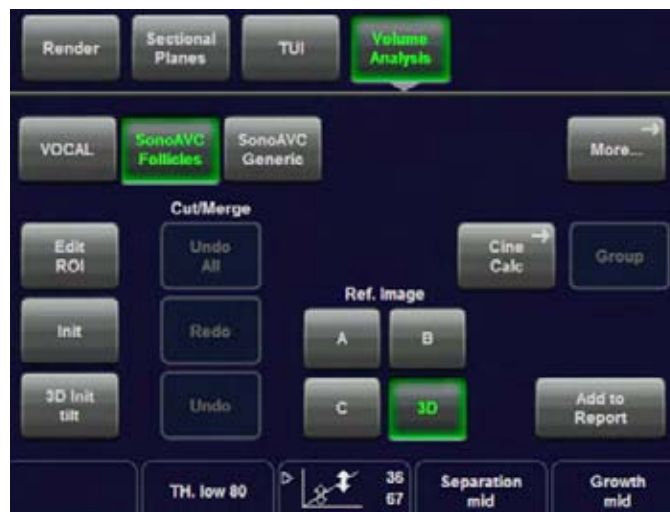 Render
Sectional
Planes
TUI
Volume
Analysis
VOCAL
SonoAVC
Follicles
SonoAVC
Generic
More...
Cut/Merge
Edit
ROI
Undo
All
Cine
Calc
Group
Ref. Image
Init
Redo
A
B
3D Init
tilt
Undo
C
3D
Add to
Report
TH. low 80
36
67
Separation
mid
Growth
mid